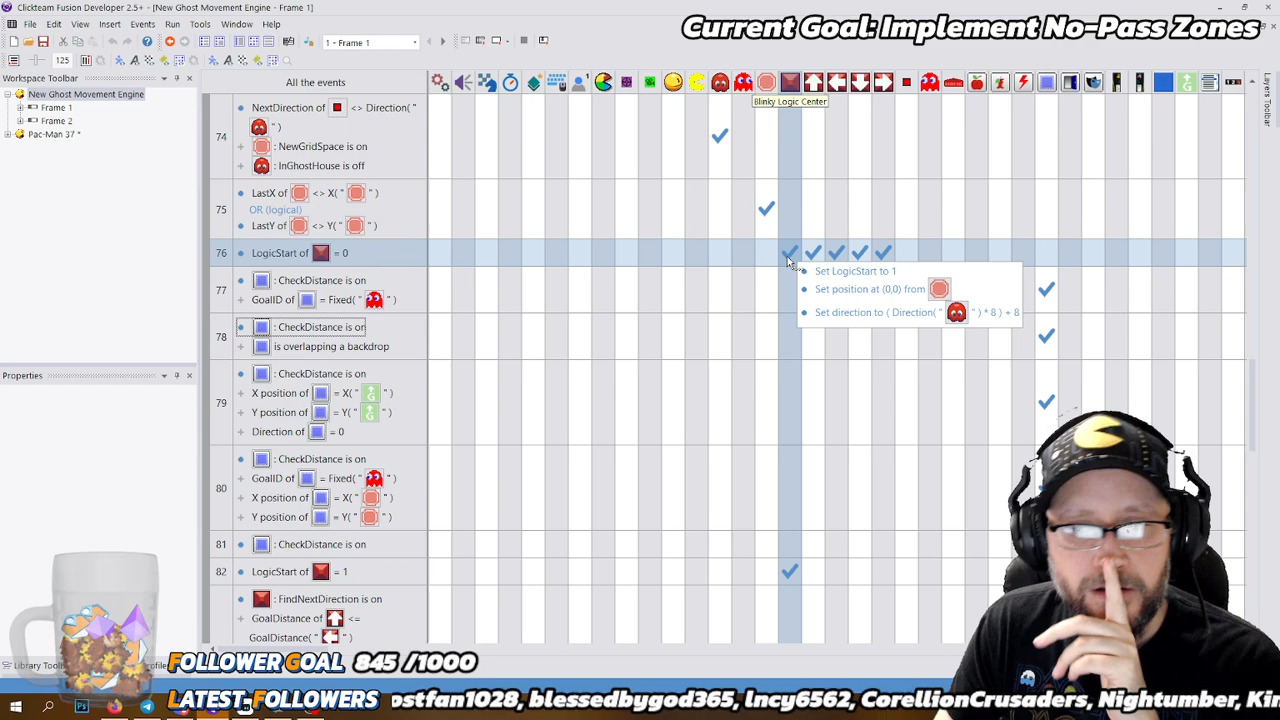 Clickteam Fusion Developer 2.5+ - [New Ghost Movement Engine - Frame 1]
Current Goal: Implement No-Pass Zones
File Edit View Insert Events Run Tools Window Help
1 - Frame 1
123
Workspace Toolbar
New Ghost Movement Engine
Frame 1
Frame 2
Pac-Man 37 *
Properties
All the events
Layers Toolbar
Blinky Logic Center
74
NextDirection of <> Direction("
")
: NewGridSpace is on
: InGhostHouse is off
75
LastX of <> X(" ")
OR (logical)
LastY of <> Y(" ")
76
LogicStart of = 0
Set LogicStart to 1
Set position at (0,0) from
Set direction to ( Direction(" ") * 8 ) + 8
77
: CheckDistance is on
GoalID of = Fixed(" ")
78
: CheckDistance is on
is overlapping a backdrop
79
: CheckDistance is on
X position of = X(" ")
Y position of = Y(" ")
Direction of = 0
80
: CheckDistance is on
GoalID of = Fixed(" ")
X position of = X(" ")
Y position of = Y(" ")
81
: CheckDistance is on
82
LogicStart of = 1
: FindNextDirection is on
GoalDistance of <=
GoalDistance(" ")
Library Toolb
Follower Goal 845 /1000
Latest Followers ostfan1028, blessedbygod365, lncy6562, CorellionCrusaders, Nightumber, Kin